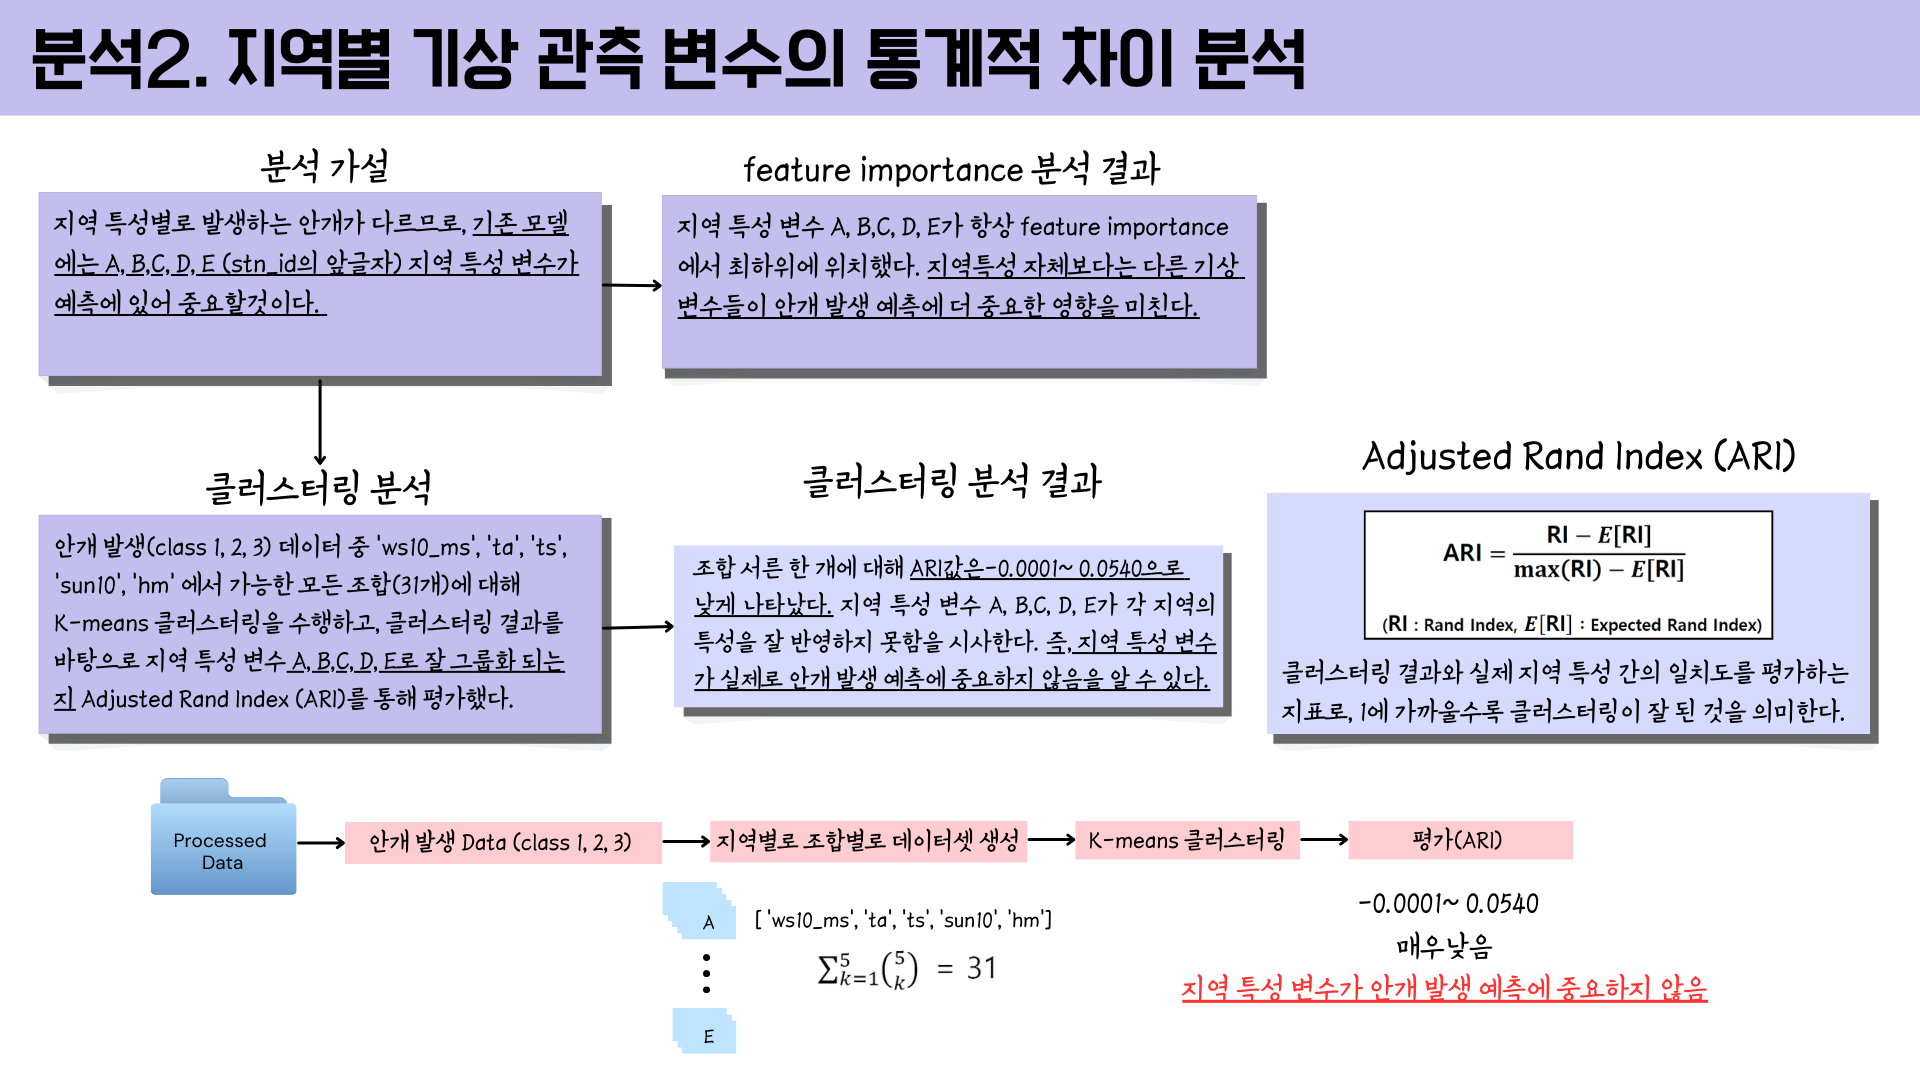 분석2. 지역별 기상 관측 변수의 통계적 차이 분석
분석 가설
지역 특성별로 발생하는 안개가 다르므로, 기존 모델
에는 A, B,C, D, E (stn_id의 앞글자) 지역 특성 변수가
예측에 있어 중요할것이다.
feature importance 분석 결과
지역 특성 변수 A, B,C, D, E가 항상 feature importance
에서 최하위에 위치했다. 지역특성 자체보다는 다른 기상
변수들이 안개 발생 예측에 더 중요한 영향을 미친다.
클러스터링 분석
안개 발생(class 1, 2, 3) 데이터 중 'ws10_ms', 'ta', 'ts',
'sun10', 'hm' 에서 가능한 모든 조합(31개)에 대해
K-means 클러스터링을 수행하고, 클러스터링 결과를
바탕으로 지역 특성 변수 A, B,C, D, E로 잘 그룹화 되는
지 Adjusted Rand Index (ARI)를 통해 평가했다.
클러스터링 분석 결과
조합 서른 한 개에 대해 ARI값은-0.0001~ 0.0540으로
낮게 나타났다. 지역 특성 변수 A, B,C, D, E가 각 지역의
특성을 잘 반영하지 못함을 시사한다. 즉, 지역 특성 변수
가 실제로 안개 발생 예측에 중요하지 않음을 알 수 있다.
Adjusted Rand Index (ARI)
ARI = (RI − E[RI]) / (max(RI) − E[RI])
(RI : Rand Index, E[RI] : Expected Rand Index)
클러스터링 결과와 실제 지역 특성 간의 일치도를 평가하는
지표로, 1에 가까울수록 클러스터링이 잘 된 것을 의미한다.
Processed
Data
안개 발생 Data (class 1, 2, 3)
지역별로 조합별로 데이터셋 생성
K-means 클러스터링
평가(ARI)
A
E
[ 'ws10_ms', 'ta', 'ts', 'sun10', 'hm']
∑_{k=1}^{5} (5 k) = 31
-0.0001~ 0.0540
매우낮음
지역 특성 변수가 안개 발생 예측에 중요하지 않음